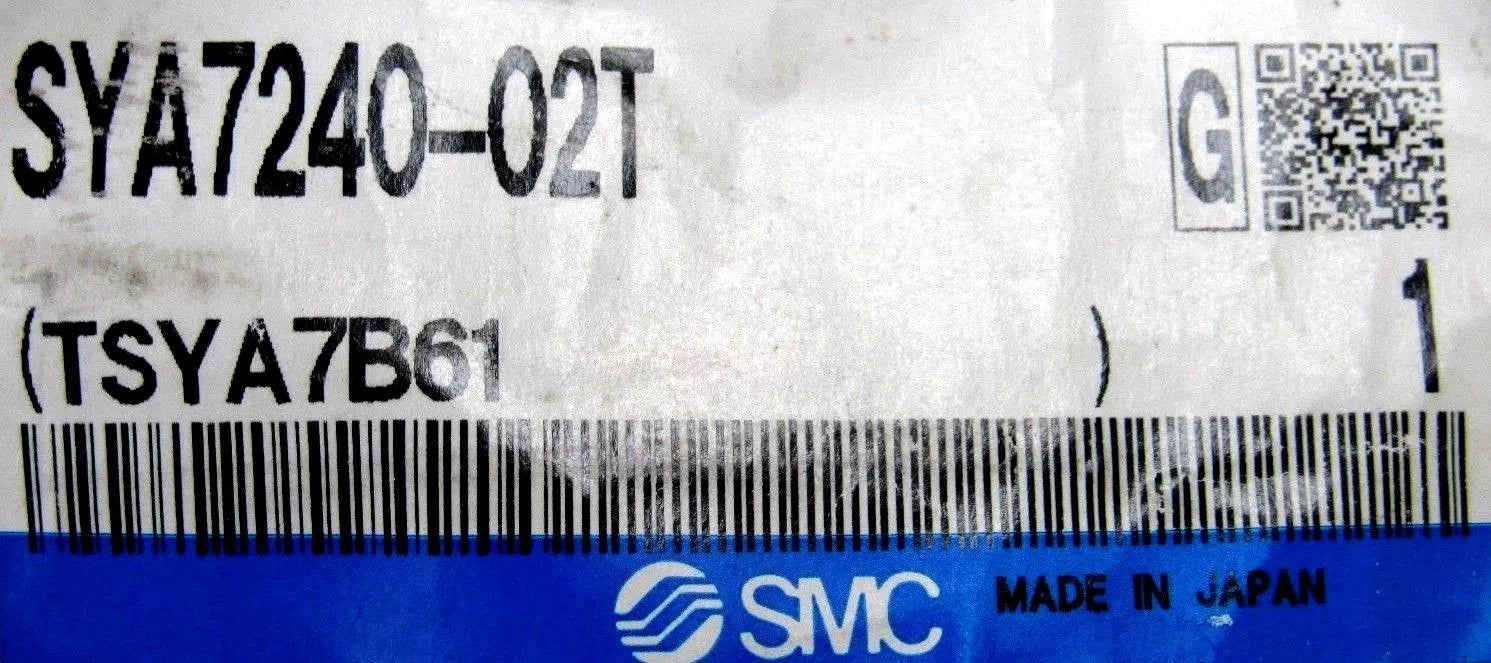 SYA7240-02T
G
(TSYA7B61 )
1
SMC
MADE IN JAPAN